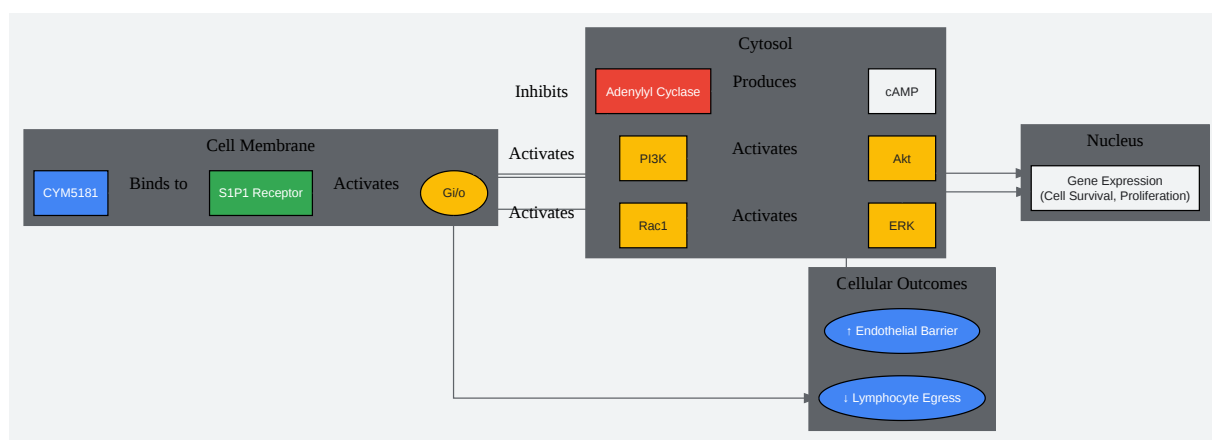 Cytosol
Inhibits
Adenylyl Cyclase
Produces
cAMP
Cell Membrane
Activates
PI3K
Activates
Akt
Nucleus
CYM5181
Binds to
S1P1 Receptor
Activates
Gi/o
Gene Expression
(Cell Survival, Proliferation)
Activates
Rac1
Activates
ERK
Cellular Outcomes
↑ Endothelial Barrier
↓ Lymphocyte Egress